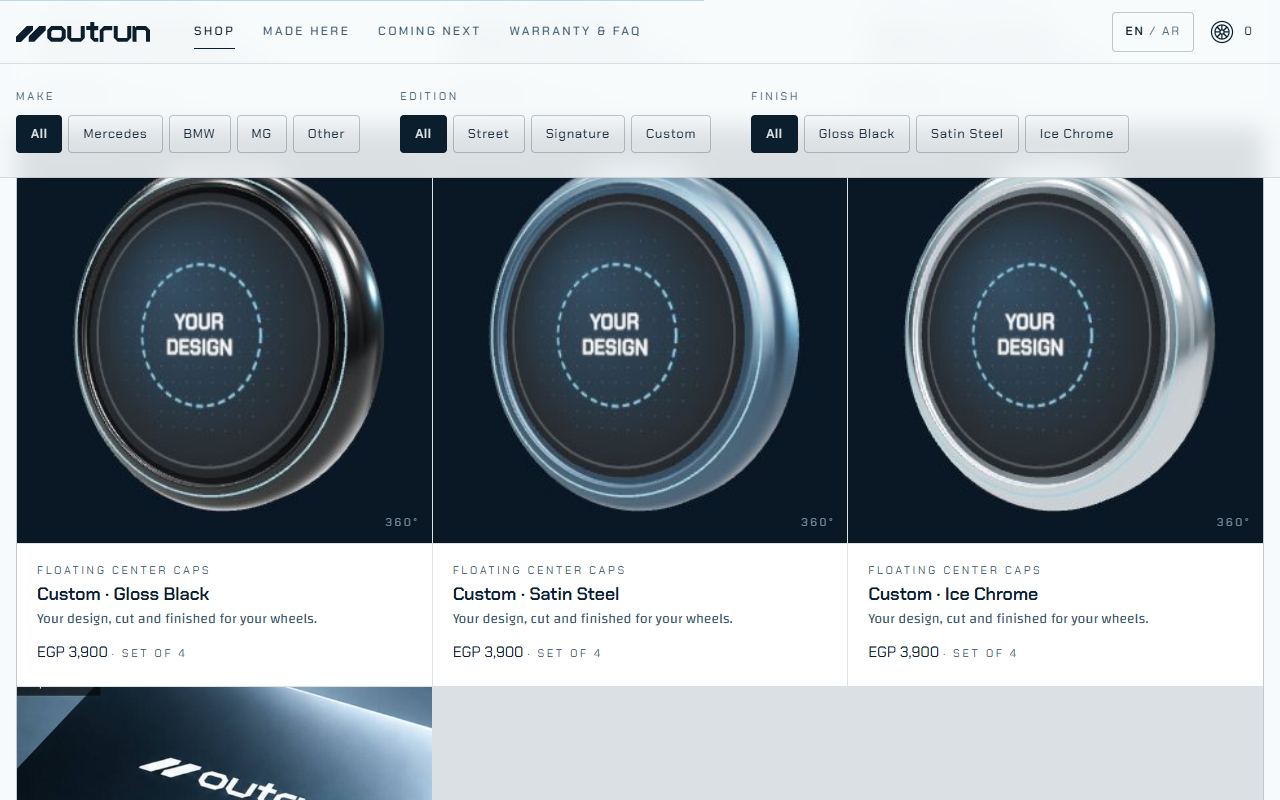 outrun
SHOP
MADE HERE
COMING NEXT
WARRANTY & FAQ
EN / AR
0
MAKE
All
Mercedes
BMW
MG
Other
EDITION
All
Street
Signature
Custom
FINISH
All
Gloss Black
Satin Steel
Ice Chrome
YOUR
DESIGN
360°
YOUR
DESIGN
360°
YOUR
DESIGN
360°
FLOATING CENTER CAPS
Custom · Gloss Black
Your design, cut and finished for your wheels.
EGP 3,900 · SET OF 4
FLOATING CENTER CAPS
Custom · Satin Steel
Your design, cut and finished for your wheels.
EGP 3,900 · SET OF 4
FLOATING CENTER CAPS
Custom · Ice Chrome
Your design, cut and finished for your wheels.
EGP 3,900 · SET OF 4